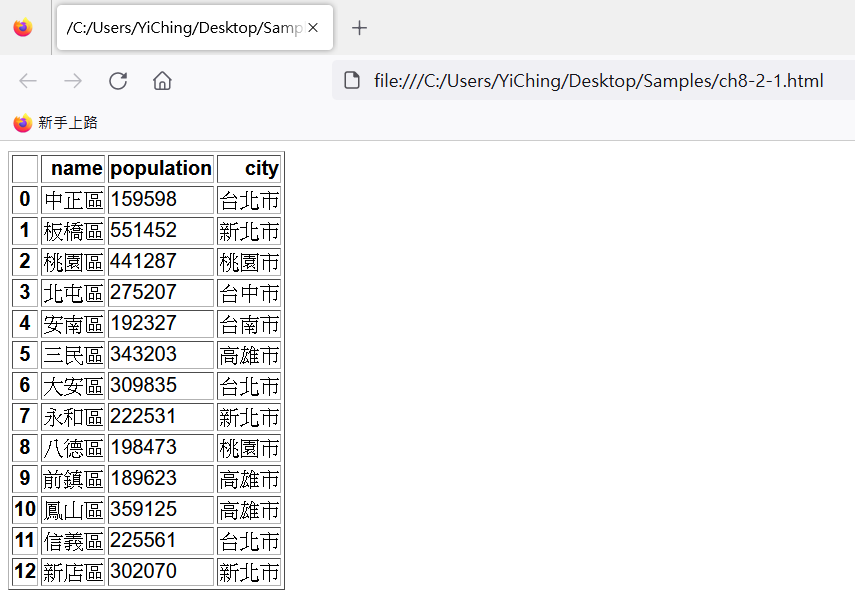 /C:/Users/YiChing/Desktop/Samp
file:///C:/Users/YiChing/Desktop/Samples/ch8-2-1.html
新手上路
name population city
0 中正區 159598 台北市
1 板橋區 551452 新北市
2 桃園區 441287 桃園市
3 北屯區 275207 台中市
4 安南區 192327 台南市
5 三民區 343203 高雄市
6 大安區 309835 台北市
7 永和區 222531 新北市
8 八德區 198473 桃園市
9 前鎮區 189623 高雄市
10 鳳山區 359125 高雄市
11 信義區 225561 台北市
12 新店區 302070 新北市